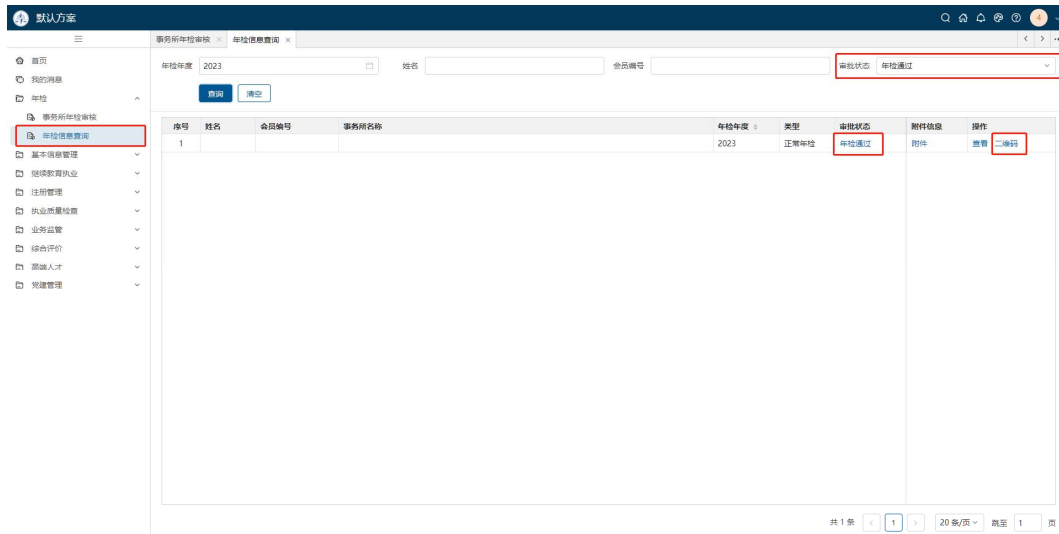 默认方案
4
事务所年检审核
年检信息查询
首页
我的消息
年检
事务所年检审核
年检信息查询
基本信息管理
继续教育执业
注册管理
执业质量检查
业务监管
综合评价
高端人才
党建管理
年检年度 2023 姓名 会员编号 审批状态 年检通过
查询 清空
序号 姓名 会员编号 事务所名称 年检年度 类型 审批状态 附件信息 操作
1 2023 正常年检 年检通过 附件 查看 二维码
共 1 条 1 20 条/页 跳至 1 页